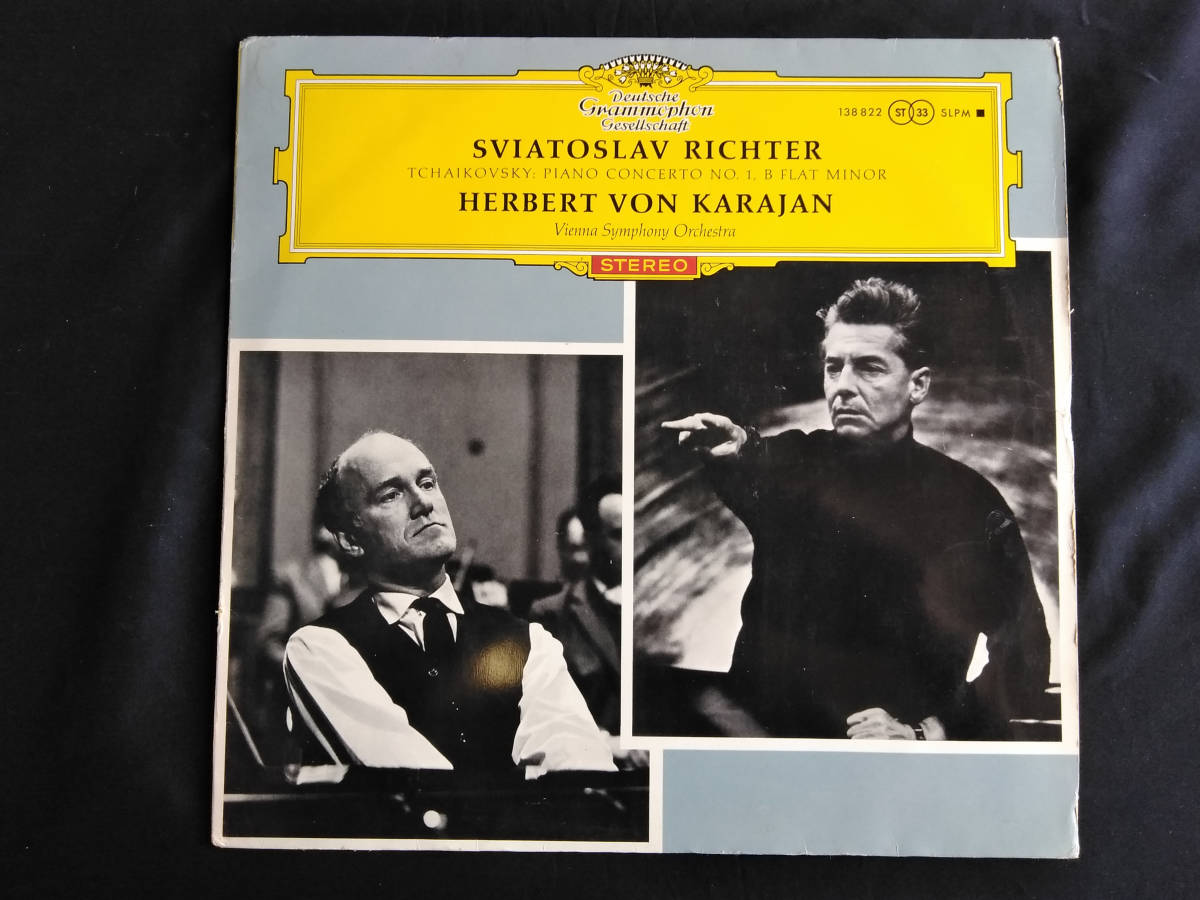 Deutsche
Grammophon
Gesellschaft
138 822 ST 33 SLPM
SVIATOSLAV RICHTER
TCHAIKOVSKY: PIANO CONCERTO NO. 1, B FLAT MINOR
HERBERT VON KARAJAN
Vienna Symphony Orchestra
STEREO